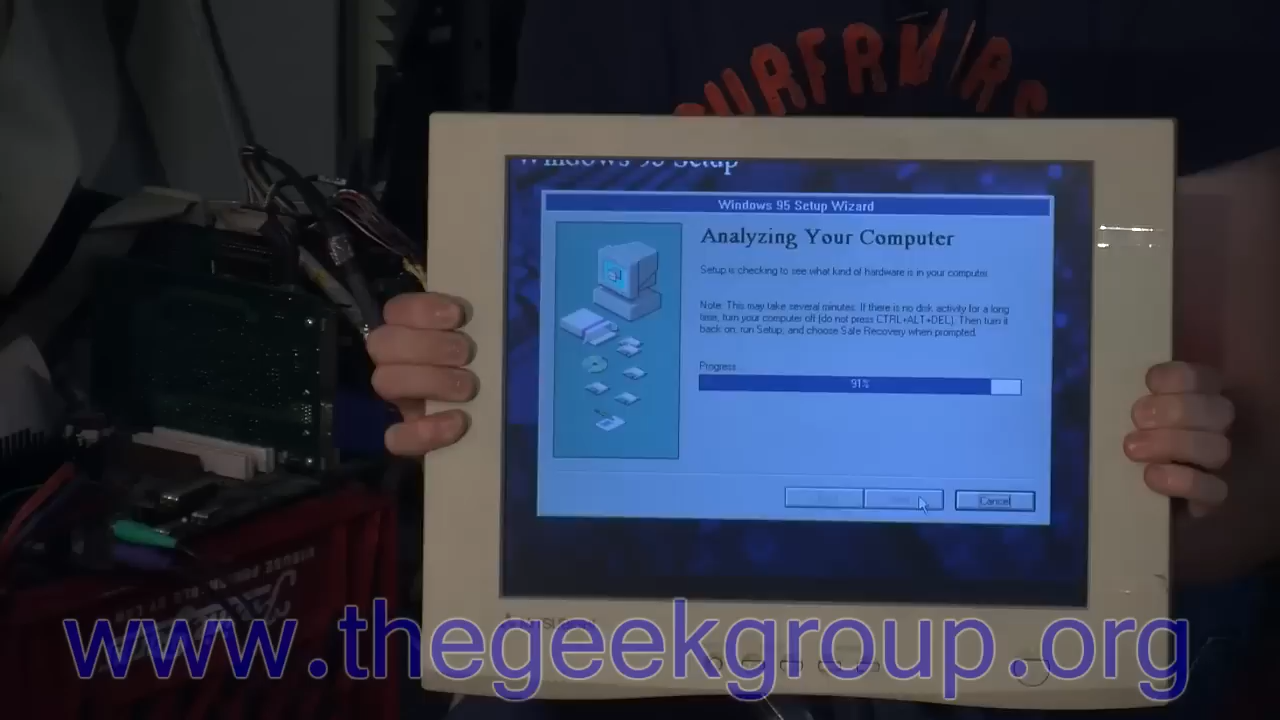 Windows 95 Setup
Windows 95 Setup Wizard
Analyzing Your Computer
Setup is checking to see what kind of hardware is in your computer.
Note: This may take several minutes. If there is no disk activity for a long
time, turn your computer off (do not press CTRL+ALT+DEL). Then turn it
back on, run Setup, and choose Safe Recovery when prompted.
Progress...
91%
Cancel
www.thegeekgroup.org